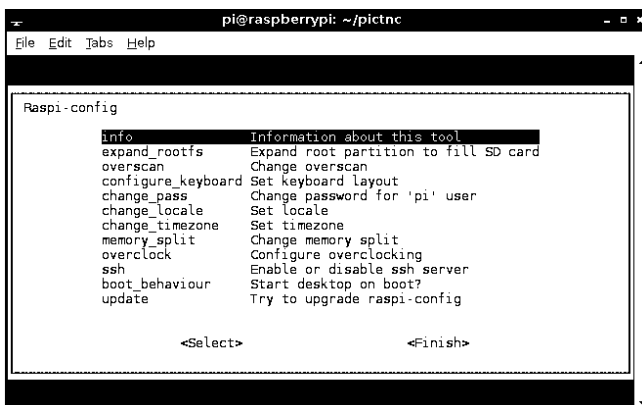 pi@raspberrypi: ~/pictnc
File Edit Tabs Help
Raspi-config
info Information about this tool
expand_rootfs Expand root partition to fill SD card
overscan Change overscan
configure_keyboard Set keyboard layout
change_pass Change password for 'pi' user
change_locale Set locale
change_timezone Set timezone
memory_split Change memory split
overclock Configure overclocking
ssh Enable or disable ssh server
boot_behaviour Start desktop on boot?
update Try to upgrade raspi-config
<Select> <Finish>